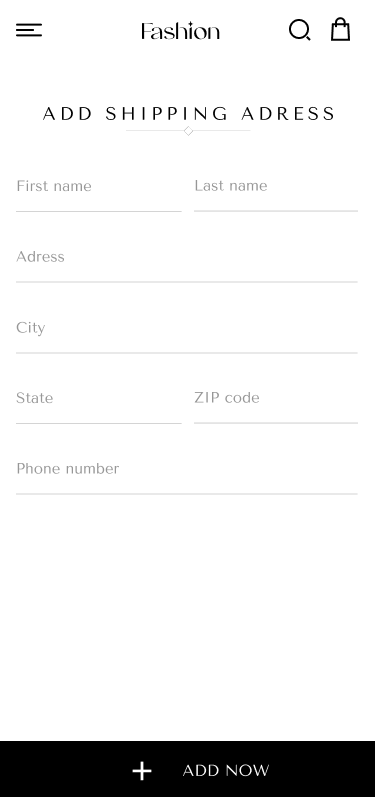 Fashion
ADD SHIPPING ADRESS
First name Last name
Adress
City
State ZIP code
Phone number
ADD NOW